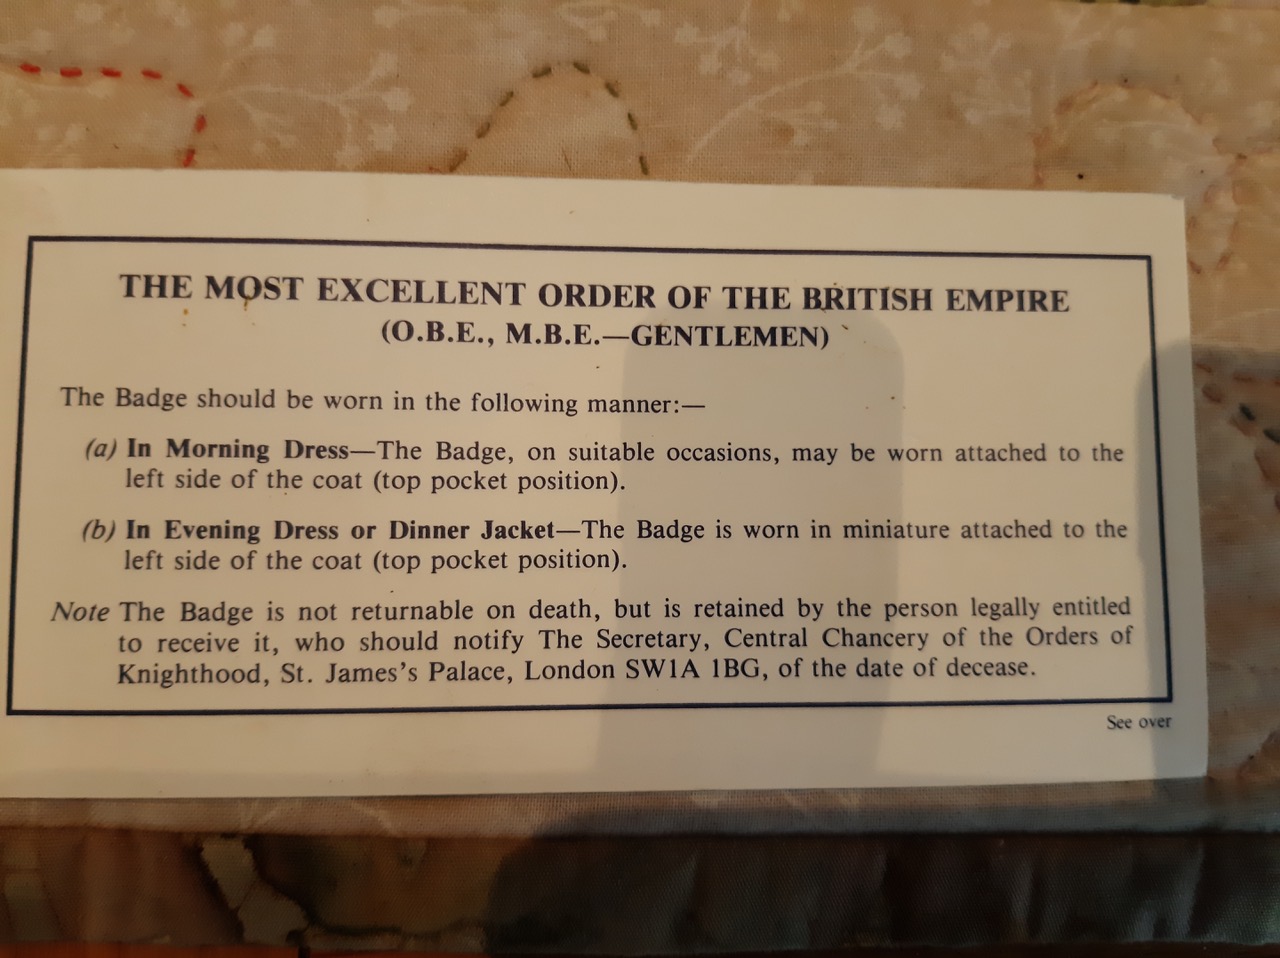 THE MOST EXCELLENT ORDER OF THE BRITISH EMPIRE
(O.B.E., M.B.E.—GENTLEMEN)
The Badge should be worn in the following manner:—
(a) In Morning Dress—The Badge, on suitable occasions, may be worn attached to the
left side of the coat (top pocket position).
(b) In Evening Dress or Dinner Jacket—The Badge is worn in miniature attached to the
left side of the coat (top pocket position).
Note The Badge is not returnable on death, but is retained by the person legally entitled
to receive it, who should notify The Secretary, Central Chancery of the Orders of
Knighthood, St. James's Palace, London SW1A 1BG, of the date of decease.
See over